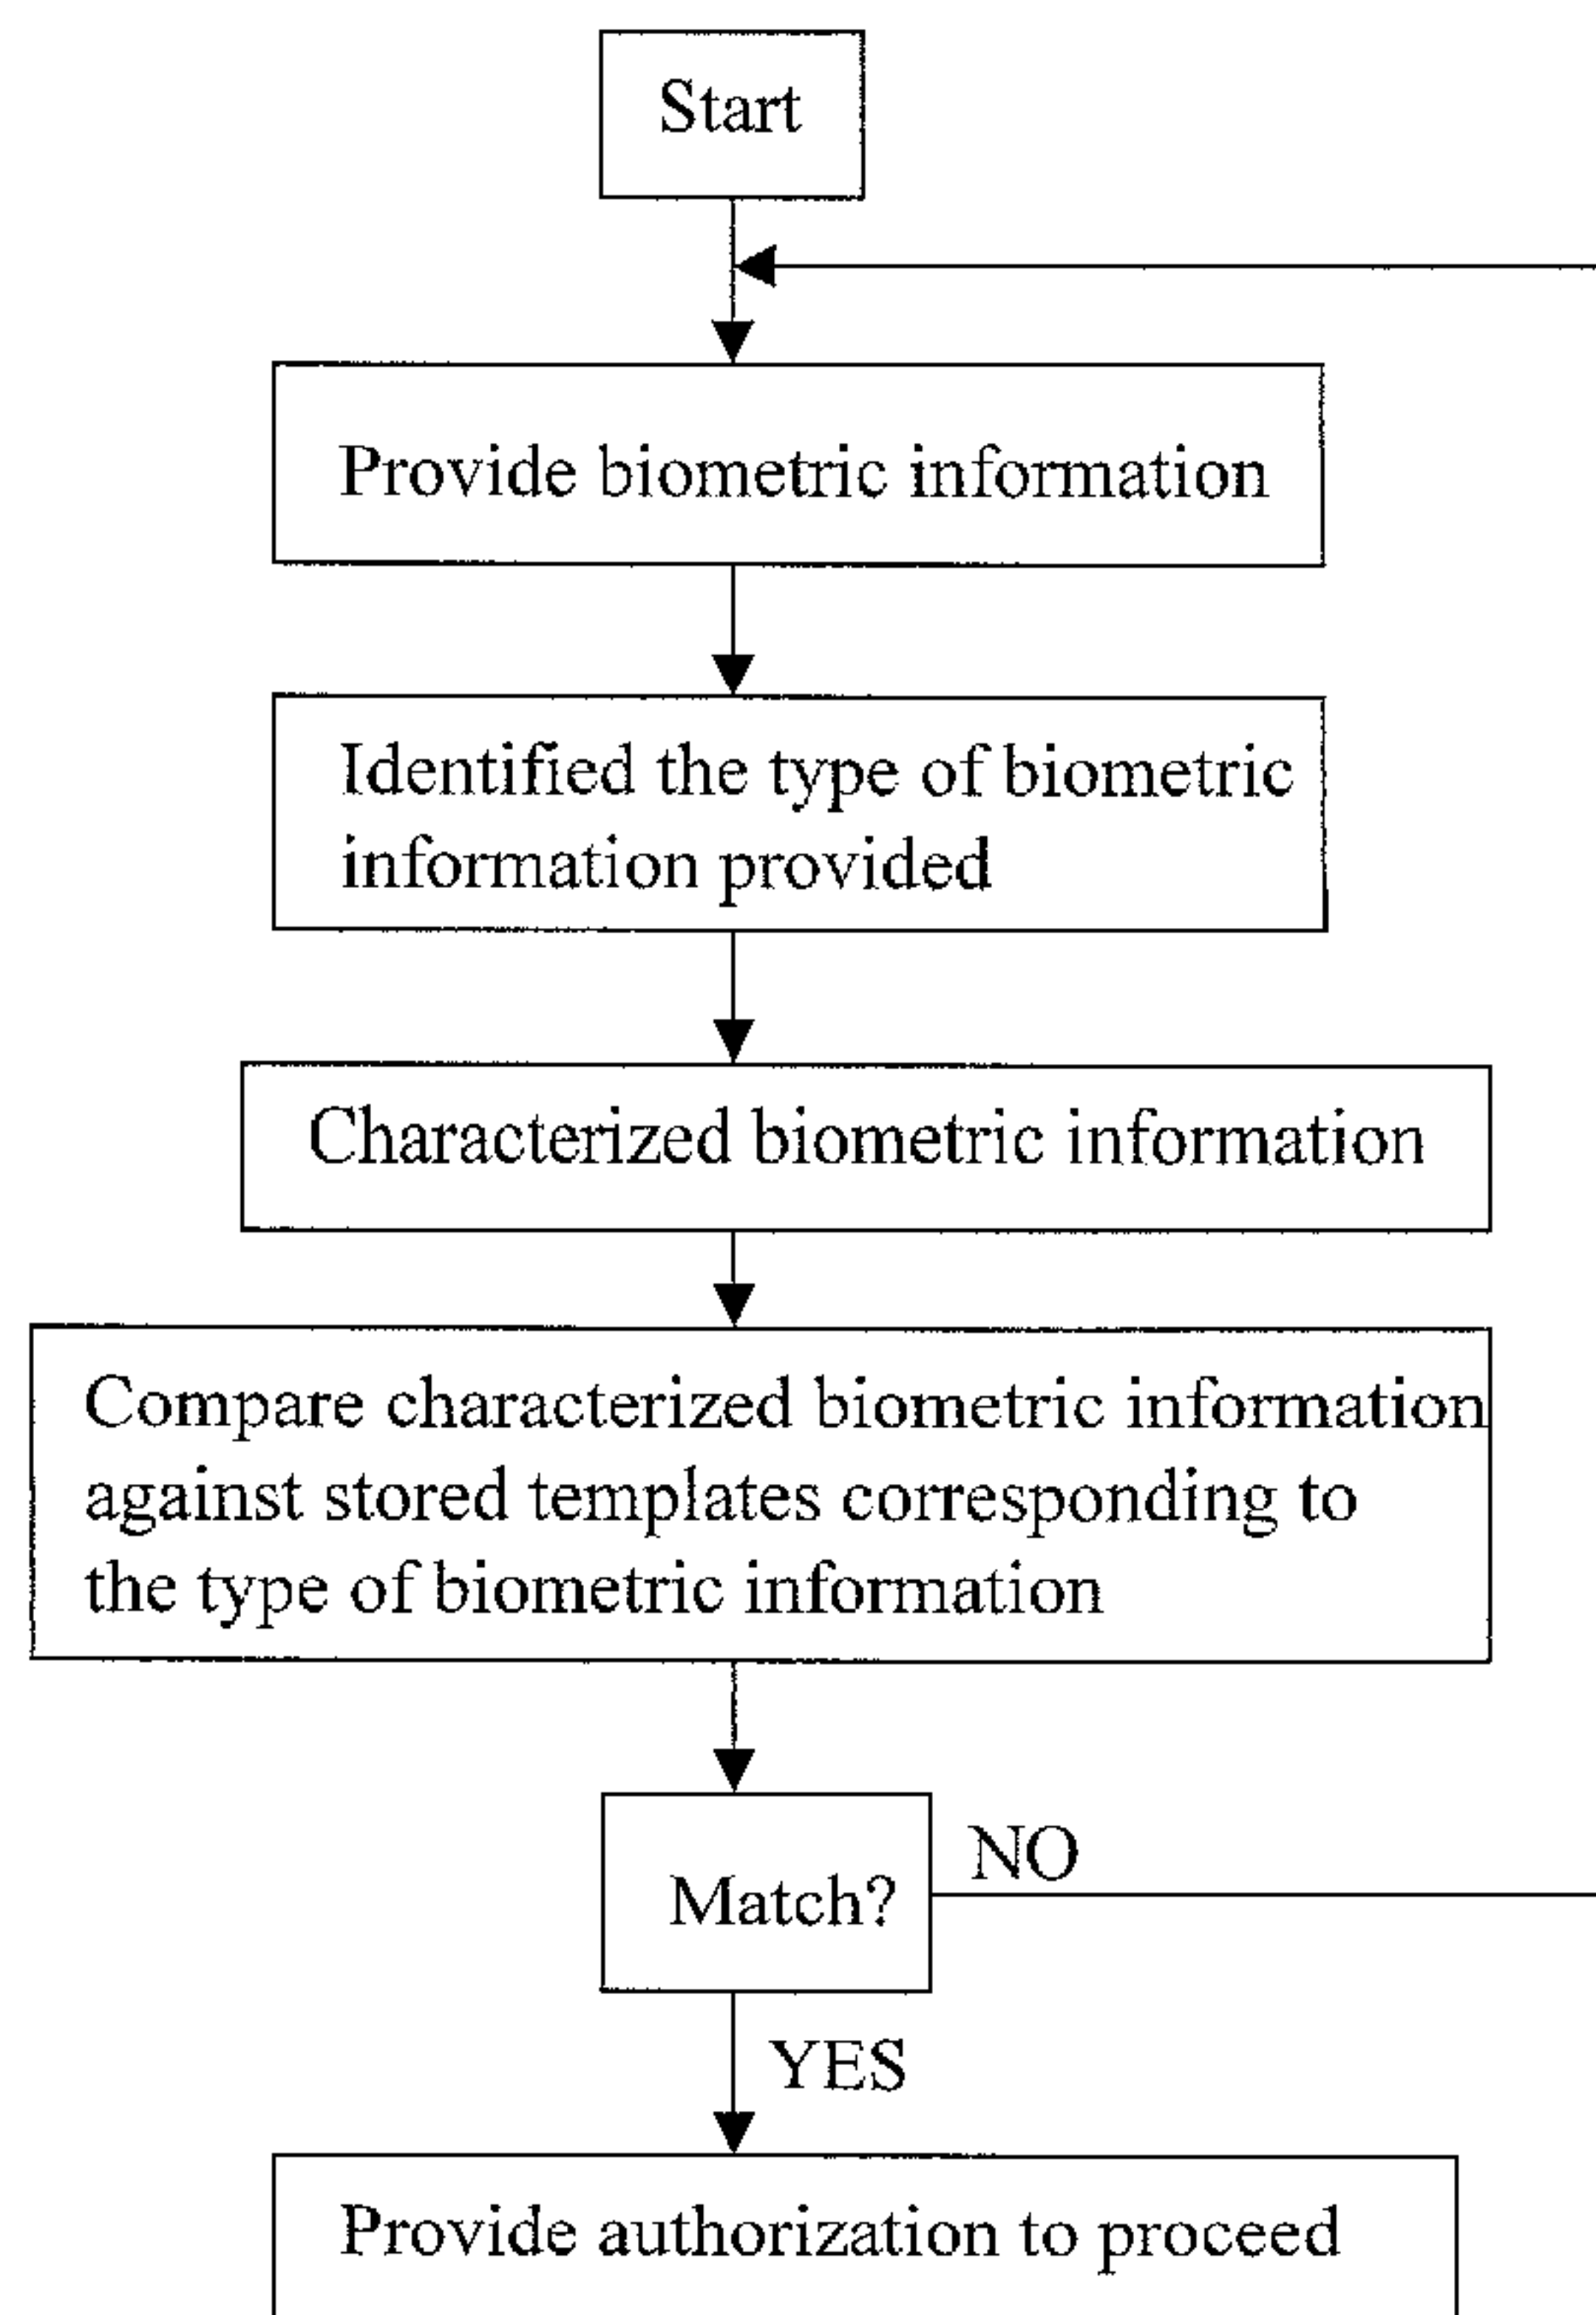 Start
Provide biometric information
Identified the type of biometric
information provided
Characterized biometric information
Compare characterized biometric information
against stored templates corresponding to
the type of biometric information
Match?
NO
YES
Provide authorization to proceed